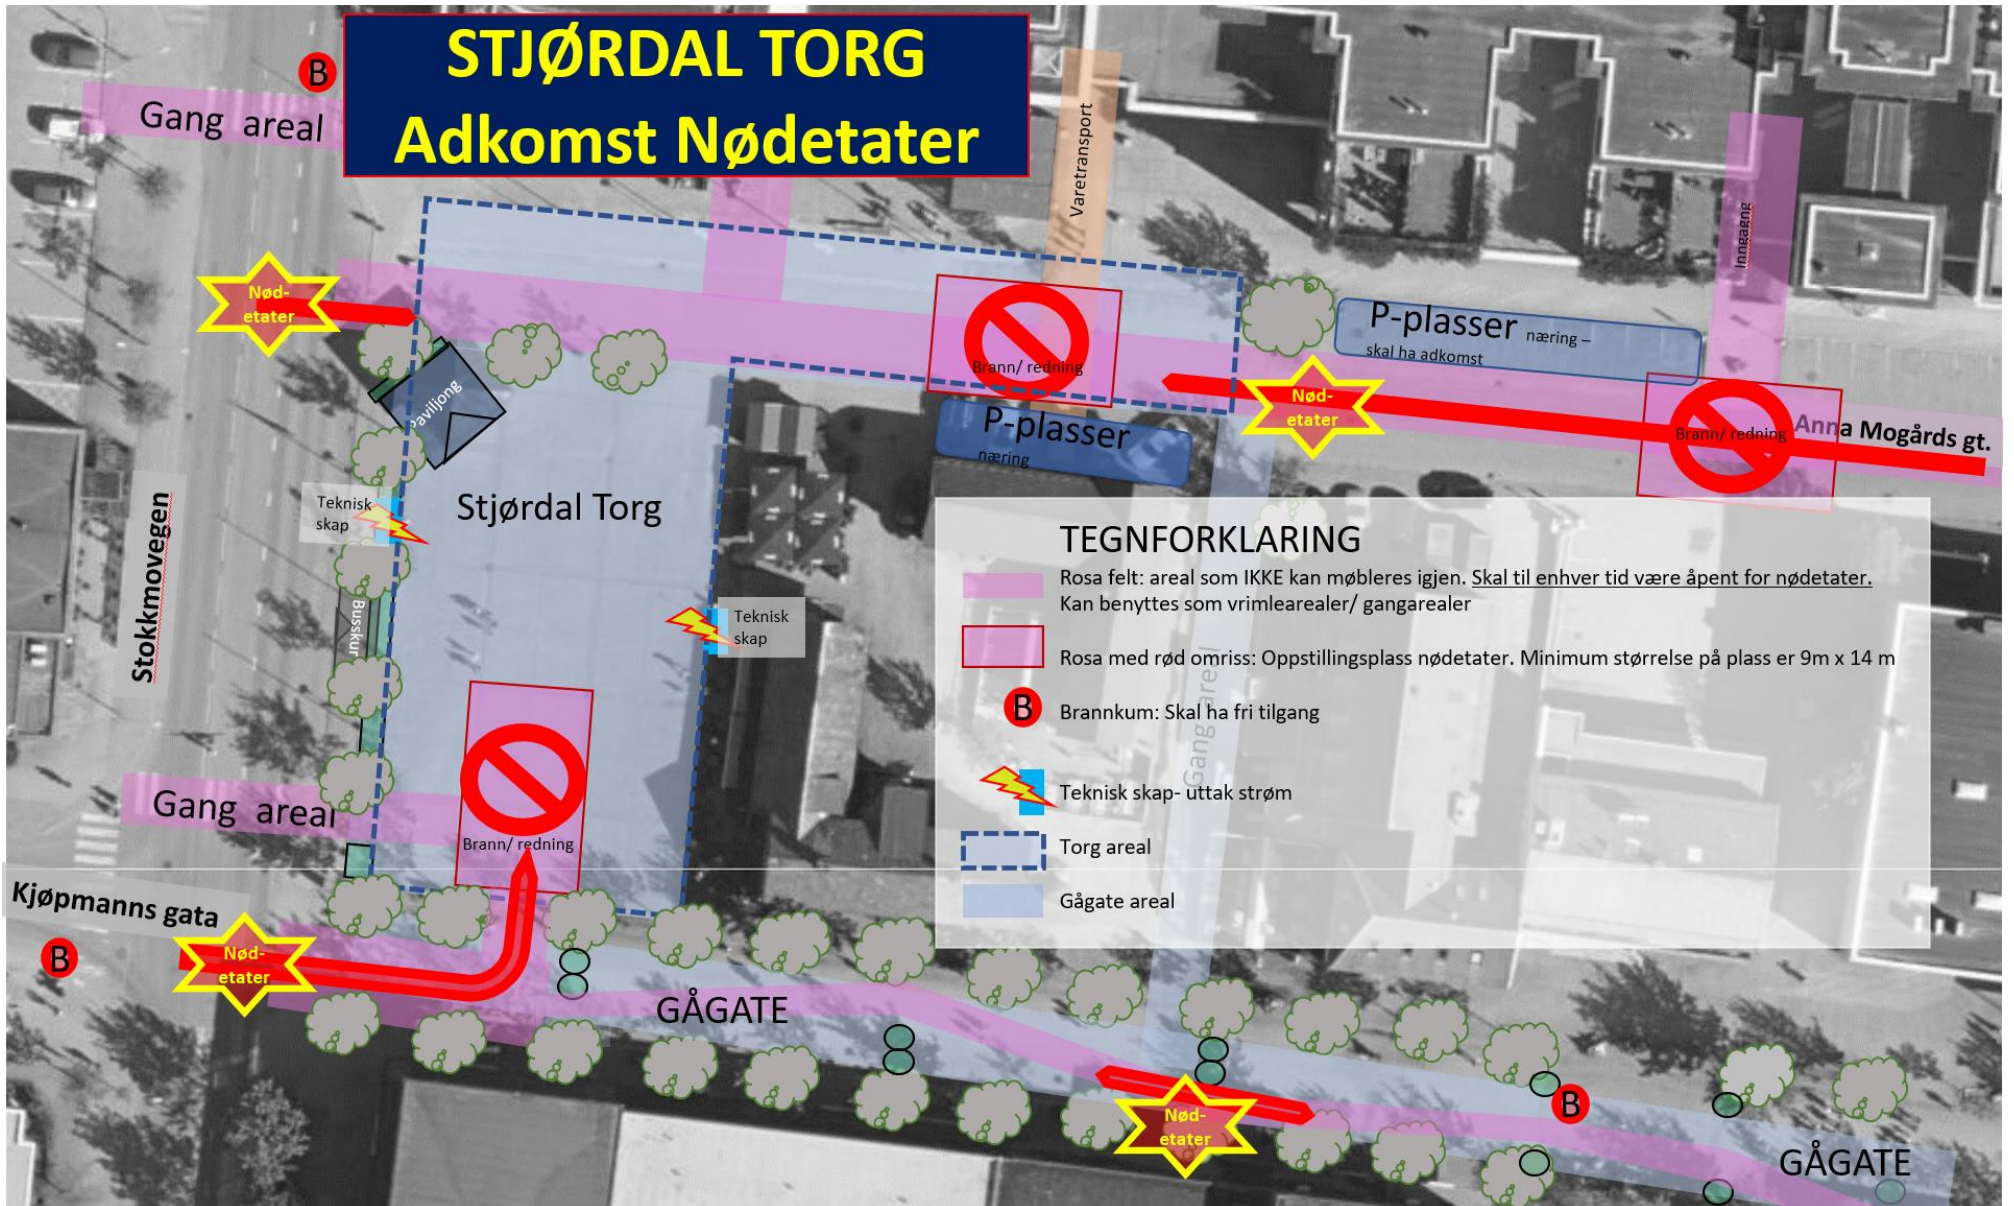 STJØRDAL TORG
Adkomst Nødetater
B
Gang areal
Varetransport
Inngagng
Nød-
etater
P-plasser næring –
skal ha adkomst
Brann/ redning
Nød-
etater
Paviljong
P-plasser
næring
Brann/ redning
Anna Mogårds gt.
Teknisk
skap
Stjørdal Torg
Stokkmovegen
Busskur
Teknisk
skap
TEGNFORKLARING
Rosa felt: areal som IKKE kan møbleres igjen. Skal til enhver tid være åpent for nødetater.
Kan benyttes som vrimlearealer/ gangarealer
Rosa med rød omriss: Oppstillingsplass nødetater. Minimum størrelse på plass er 9m x 14 m
B
Brannkum: Skal ha fri tilgang
Teknisk skap- uttak strøm
Torg areal
Gågate areal
Gang areal
Gang areal
Brann/ redning
Kjøpmanns gata
B
Nød-
etater
GÅGATE
Nød-
etater
B
GÅGATE